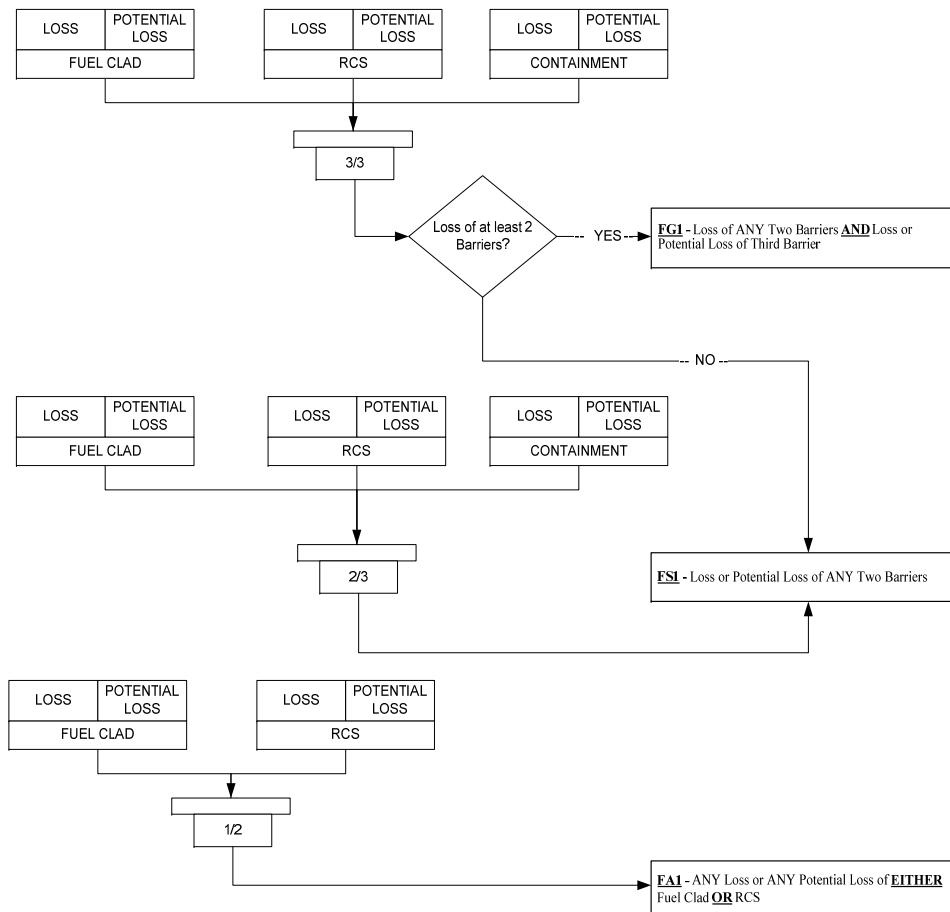 LOSS
POTENTIAL
LOSS
FUEL CLAD
LOSS
POTENTIAL
LOSS
RCS
LOSS
POTENTIAL
LOSS
CONTAINMENT
3/3
Loss of at least 2
Barriers?
-- YES--
FG1 - Loss of ANY Two Barriers AND Loss or
Potential Loss of Third Barrier
-- NO --
LOSS
POTENTIAL
LOSS
FUEL CLAD
LOSS
POTENTIAL
LOSS
RCS
LOSS
POTENTIAL
LOSS
CONTAINMENT
2/3
FS1 - Loss or Potential Loss of ANY Two Barriers
LOSS
POTENTIAL
LOSS
FUEL CLAD
LOSS
POTENTIAL
LOSS
RCS
1/2
FA1 - ANY Loss or ANY Potential Loss of EITHER
Fuel Clad OR RCS